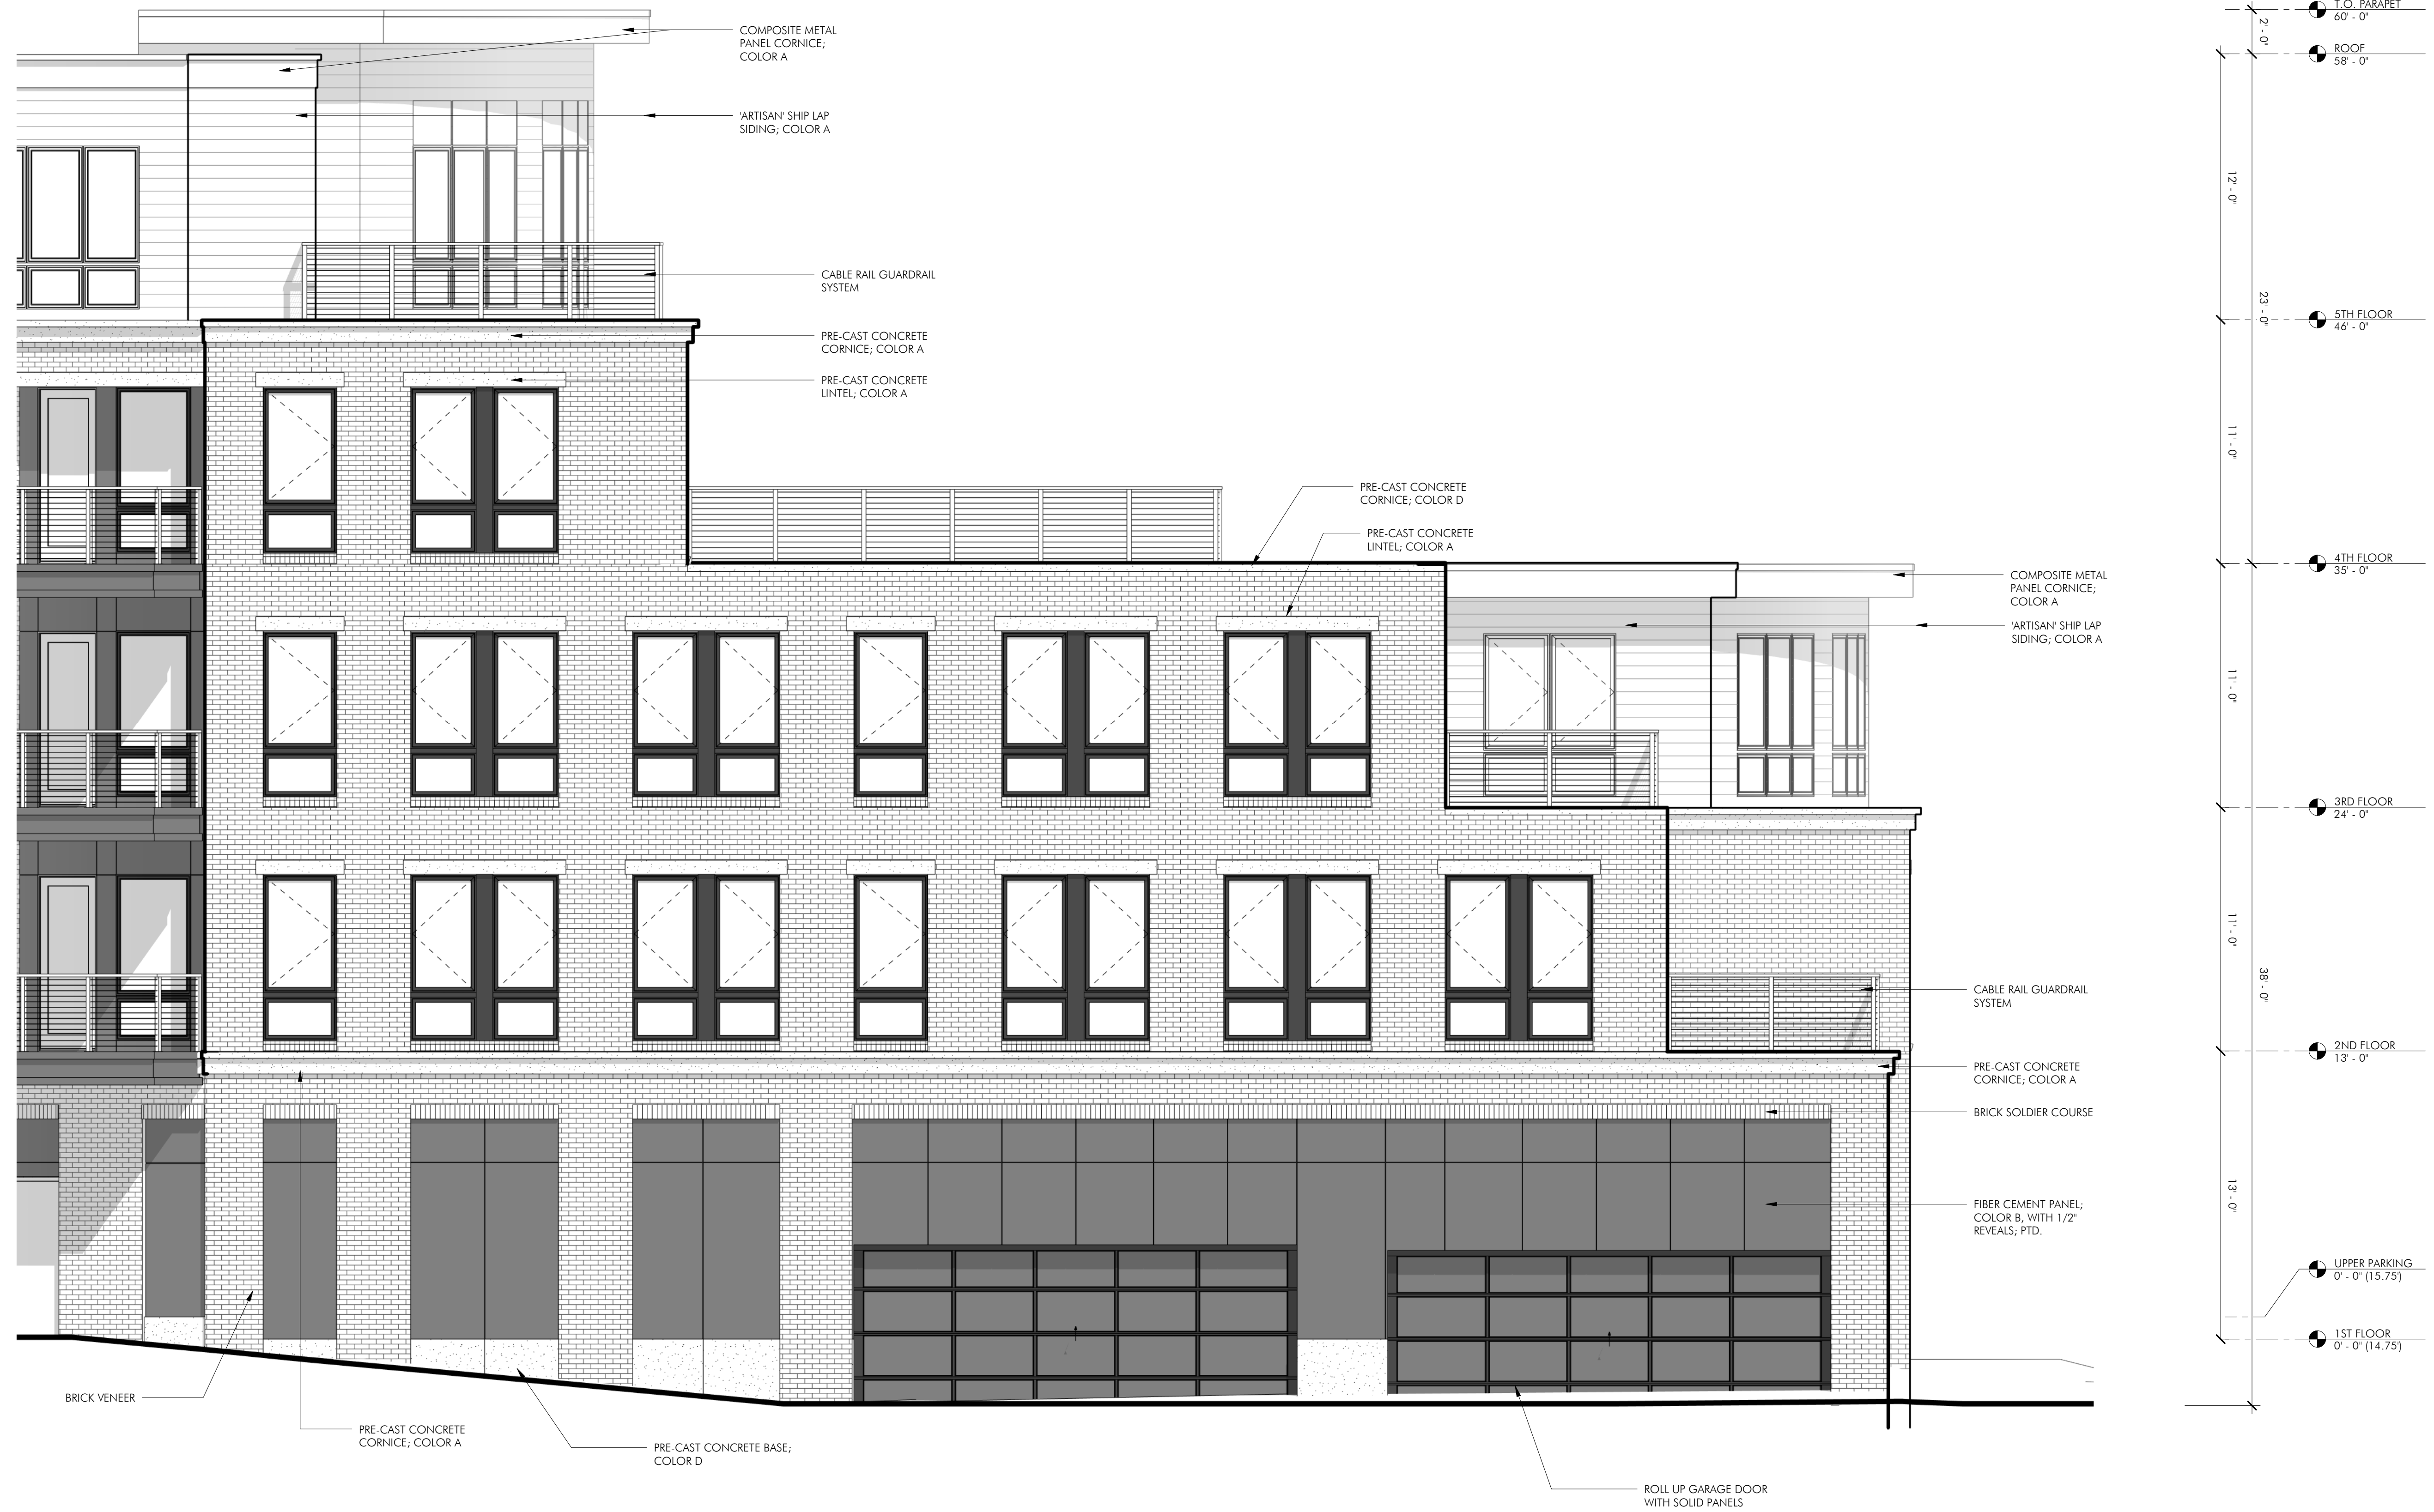 COMPOSITE METAL
PANEL CORNICE;
COLOR A
'ARTISAN' SHIP LAP
SIDING; COLOR A
CABLE RAIL GUARDRAIL
SYSTEM
PRE-CAST CONCRETE
CORNICE; COLOR A
PRE-CAST CONCRETE
LINTEL; COLOR A
PRE-CAST CONCRETE
CORNICE; COLOR D
PRE-CAST CONCRETE
LINTEL; COLOR A
COMPOSITE METAL
PANEL CORNICE;
COLOR A
'ARTISAN' SHIP LAP
SIDING; COLOR A
CABLE RAIL GUARDRAIL
SYSTEM
PRE-CAST CONCRETE
CORNICE; COLOR A
BRICK SOLDIER COURSE
FIBER CEMENT PANEL;
COLOR B, WITH 1/2"
REVEALS; PTD.
BRICK VENEER
PRE-CAST CONCRETE
CORNICE; COLOR A
PRE-CAST CONCRETE BASE;
COLOR D
ROLL UP GARAGE DOOR
WITH SOLID PANELS
2' - 0"
12' - 0"
23' - 0"
11' - 0"
11' - 0"
11' - 0"
38' - 0"
13' - 0"
T.O. PARAPET
60' - 0"
ROOF
58' - 0"
5TH FLOOR
46' - 0"
4TH FLOOR
35' - 0"
3RD FLOOR
24' - 0"
2ND FLOOR
13' - 0"
UPPER PARKING
0' - 0" (15.75')
1ST FLOOR
0' - 0" (14.75')